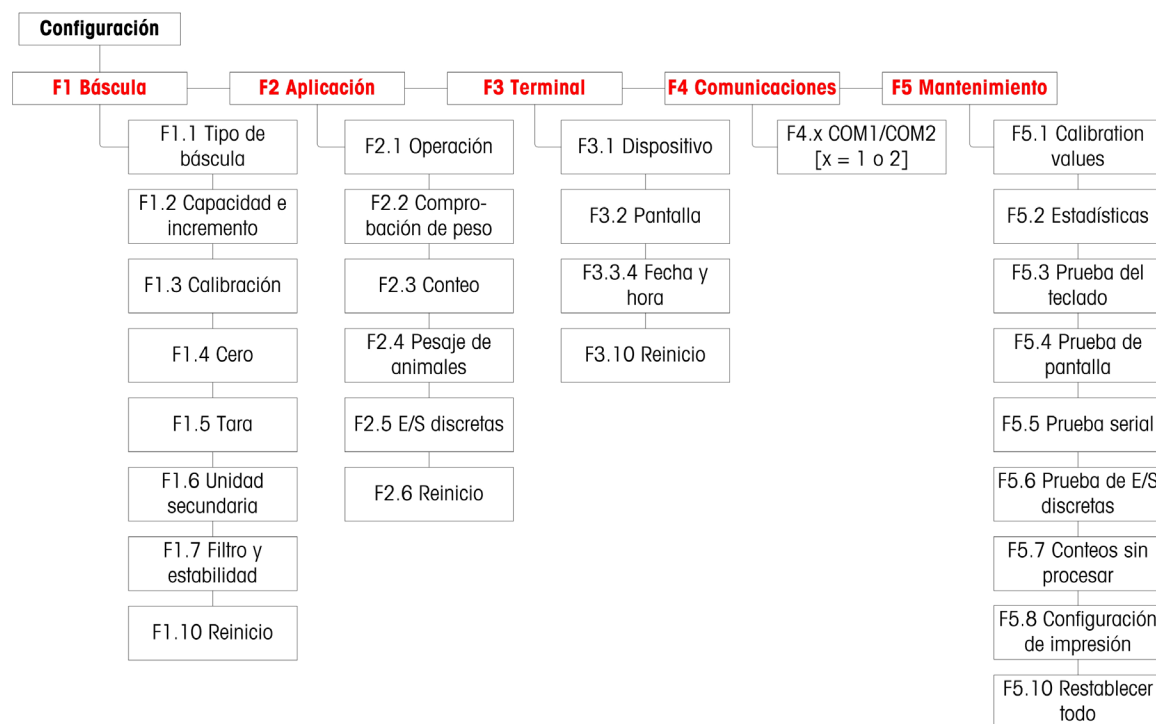 Configuración
F1 Báscula
F2 Aplicación
F3 Terminal
F4 Comunicaciones
F5 Mantenimiento
F1.1 Tipo de
báscula
F1.2 Capacidad e
incremento
F1.3 Calibración
F1.4 Cero
F1.5 Tara
F1.6 Unidad
secundaria
F1.7 Filtro y
estabilidad
F1.10 Reinicio
F2.1 Operación
F2.2 Compro-
bación de peso
F2.3 Conteo
F2.4 Pesaje de
animales
F2.5 E/S discretas
F2.6 Reinicio
F3.1 Dispositivo
F3.2 Pantalla
F3.3.4 Fecha y
hora
F3.10 Reinicio
F4.x COM1/COM2
[x = 1 o 2]
F5.1 Calibration
values
F5.2 Estadísticas
F5.3 Prueba del
teclado
F5.4 Prueba de
pantalla
F5.5 Prueba serial
F5.6 Prueba de E/S
discretas
F5.7 Conteos sin
procesar
F5.8 Configuración
de impresión
F5.10 Restablecer
todo